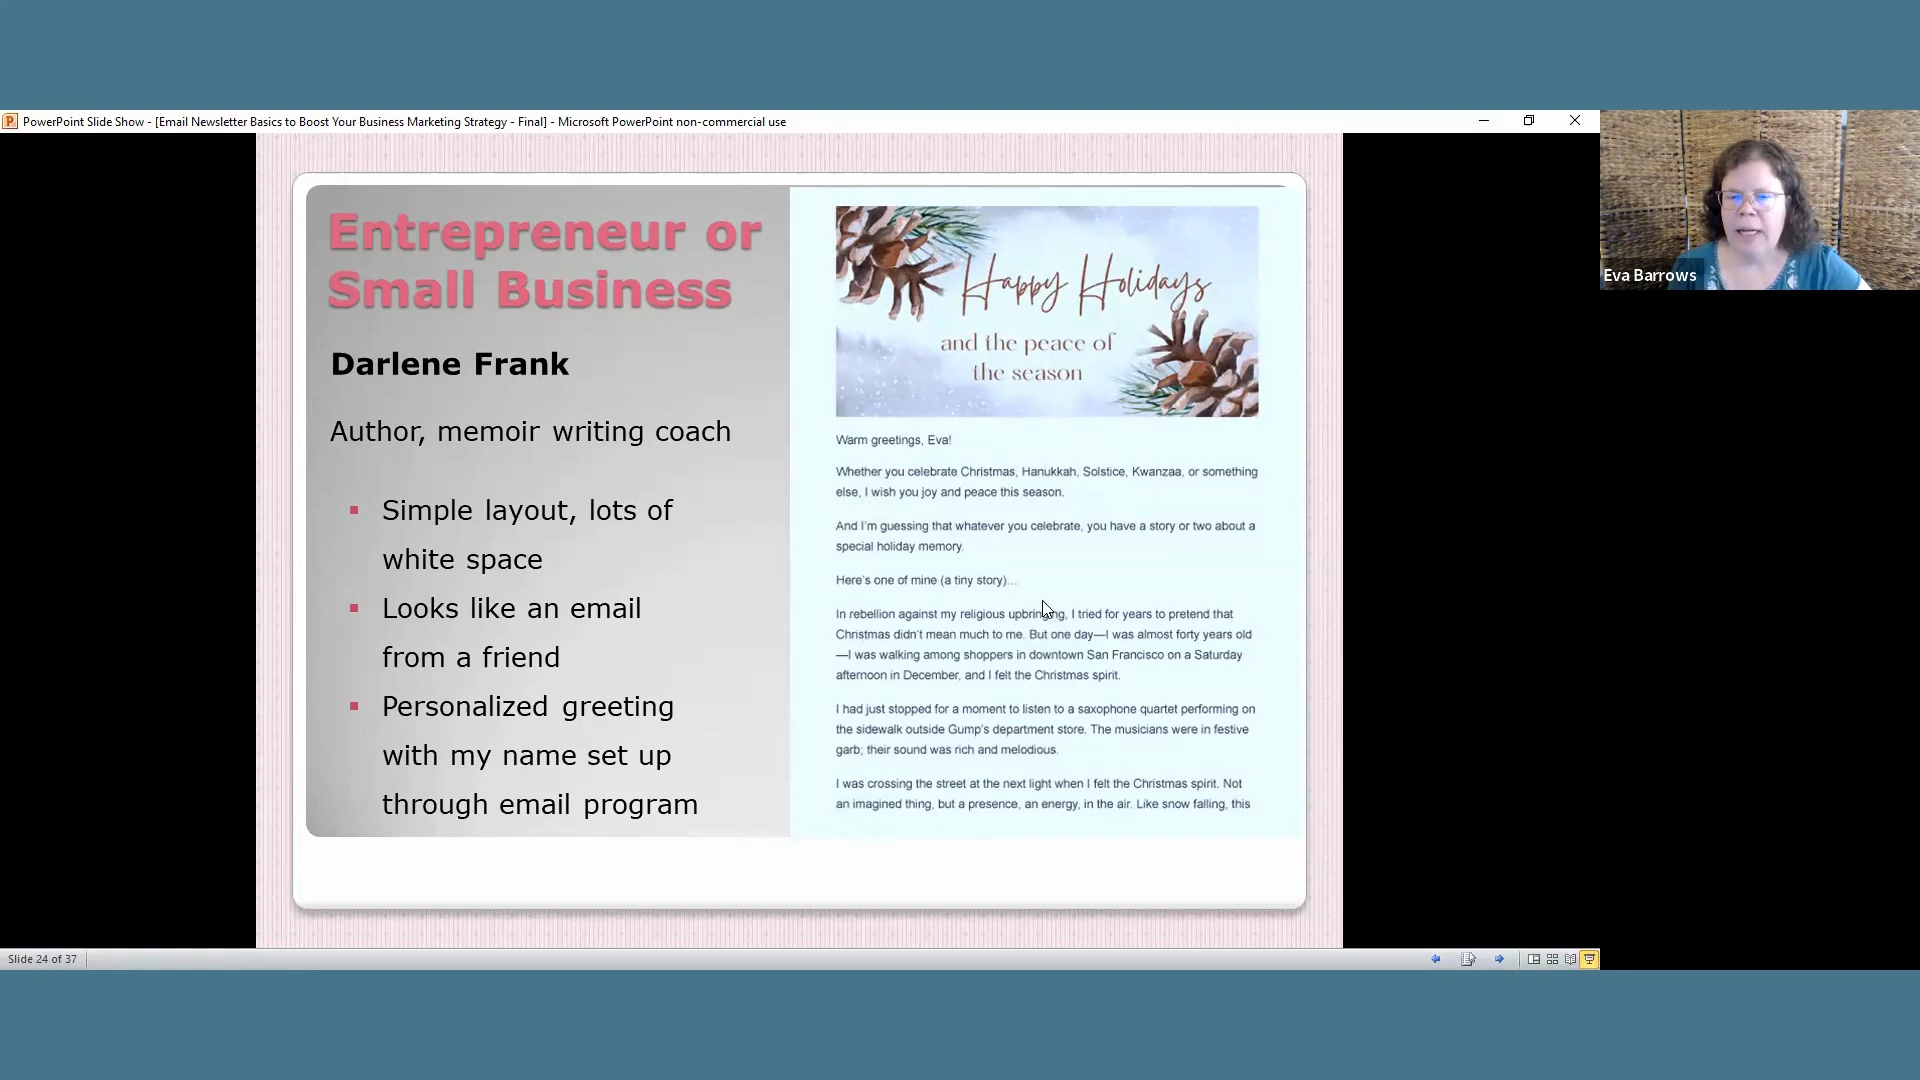 PowerPoint Slide Show - [Email Newsletter Basics to Boost Your Business Marketing Strategy - Final] - Microsoft PowerPoint non-commercial use
Entrepreneur or
Small Business
Darlene Frank
Author, memoir writing coach
▪ Simple layout, lots of
white space
▪ Looks like an email
from a friend
▪ Personalized greeting
with my name set up
through email program
Happy Holidays
and the peace of
the season
Warm greetings, Eva!
Whether you celebrate Christmas, Hanukkah, Solstice, Kwanzaa, or something
else, I wish you joy and peace this season.
And I'm guessing that whatever you celebrate, you have a story or two about a
special holiday memory.
Here's one of mine (a tiny story)...
In rebellion against my religious upbringing, I tried for years to pretend that
Christmas didn't mean much to me. But one day—I was almost forty years old
—I was walking among shoppers in downtown San Francisco on a Saturday
afternoon in December, and I felt the Christmas spirit.
I had just stopped for a moment to listen to a saxophone quartet performing on
the sidewalk outside Gump's department store. The musicians were in festive
garb; their sound was rich and melodious.
I was crossing the street at the next light when I felt the Christmas spirit. Not
an imagined thing, but a presence, an energy, in the air. Like snow falling, this
Eva Barrows
Slide 24 of 37